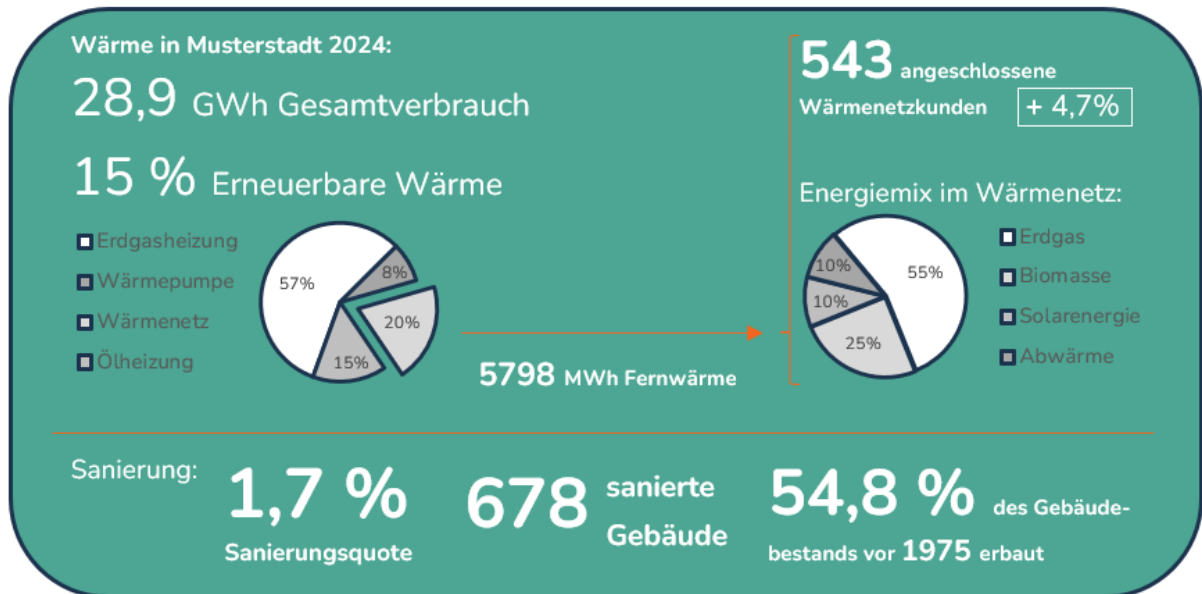 Wärme in Musterstadt 2024:
28,9 GWh Gesamtverbrauch
15 % Erneuerbare Wärme
Erdgasheizung
Wärmepumpe
Wärmenetz
Ölheizung
57%
8%
20%
15%
5798 MWh Fernwärme
543 angeschlossene
Wärmenetzkunden + 4,7%
Energiemix im Wärmenetz:
10%
55%
10%
25%
Erdgas
Biomasse
Solarenergie
Abwärme
Sanierung:
1,7 %
Sanierungsquote
678 sanierte
Gebäude
54,8 % des Gebäude-
bestands vor 1975 erbaut